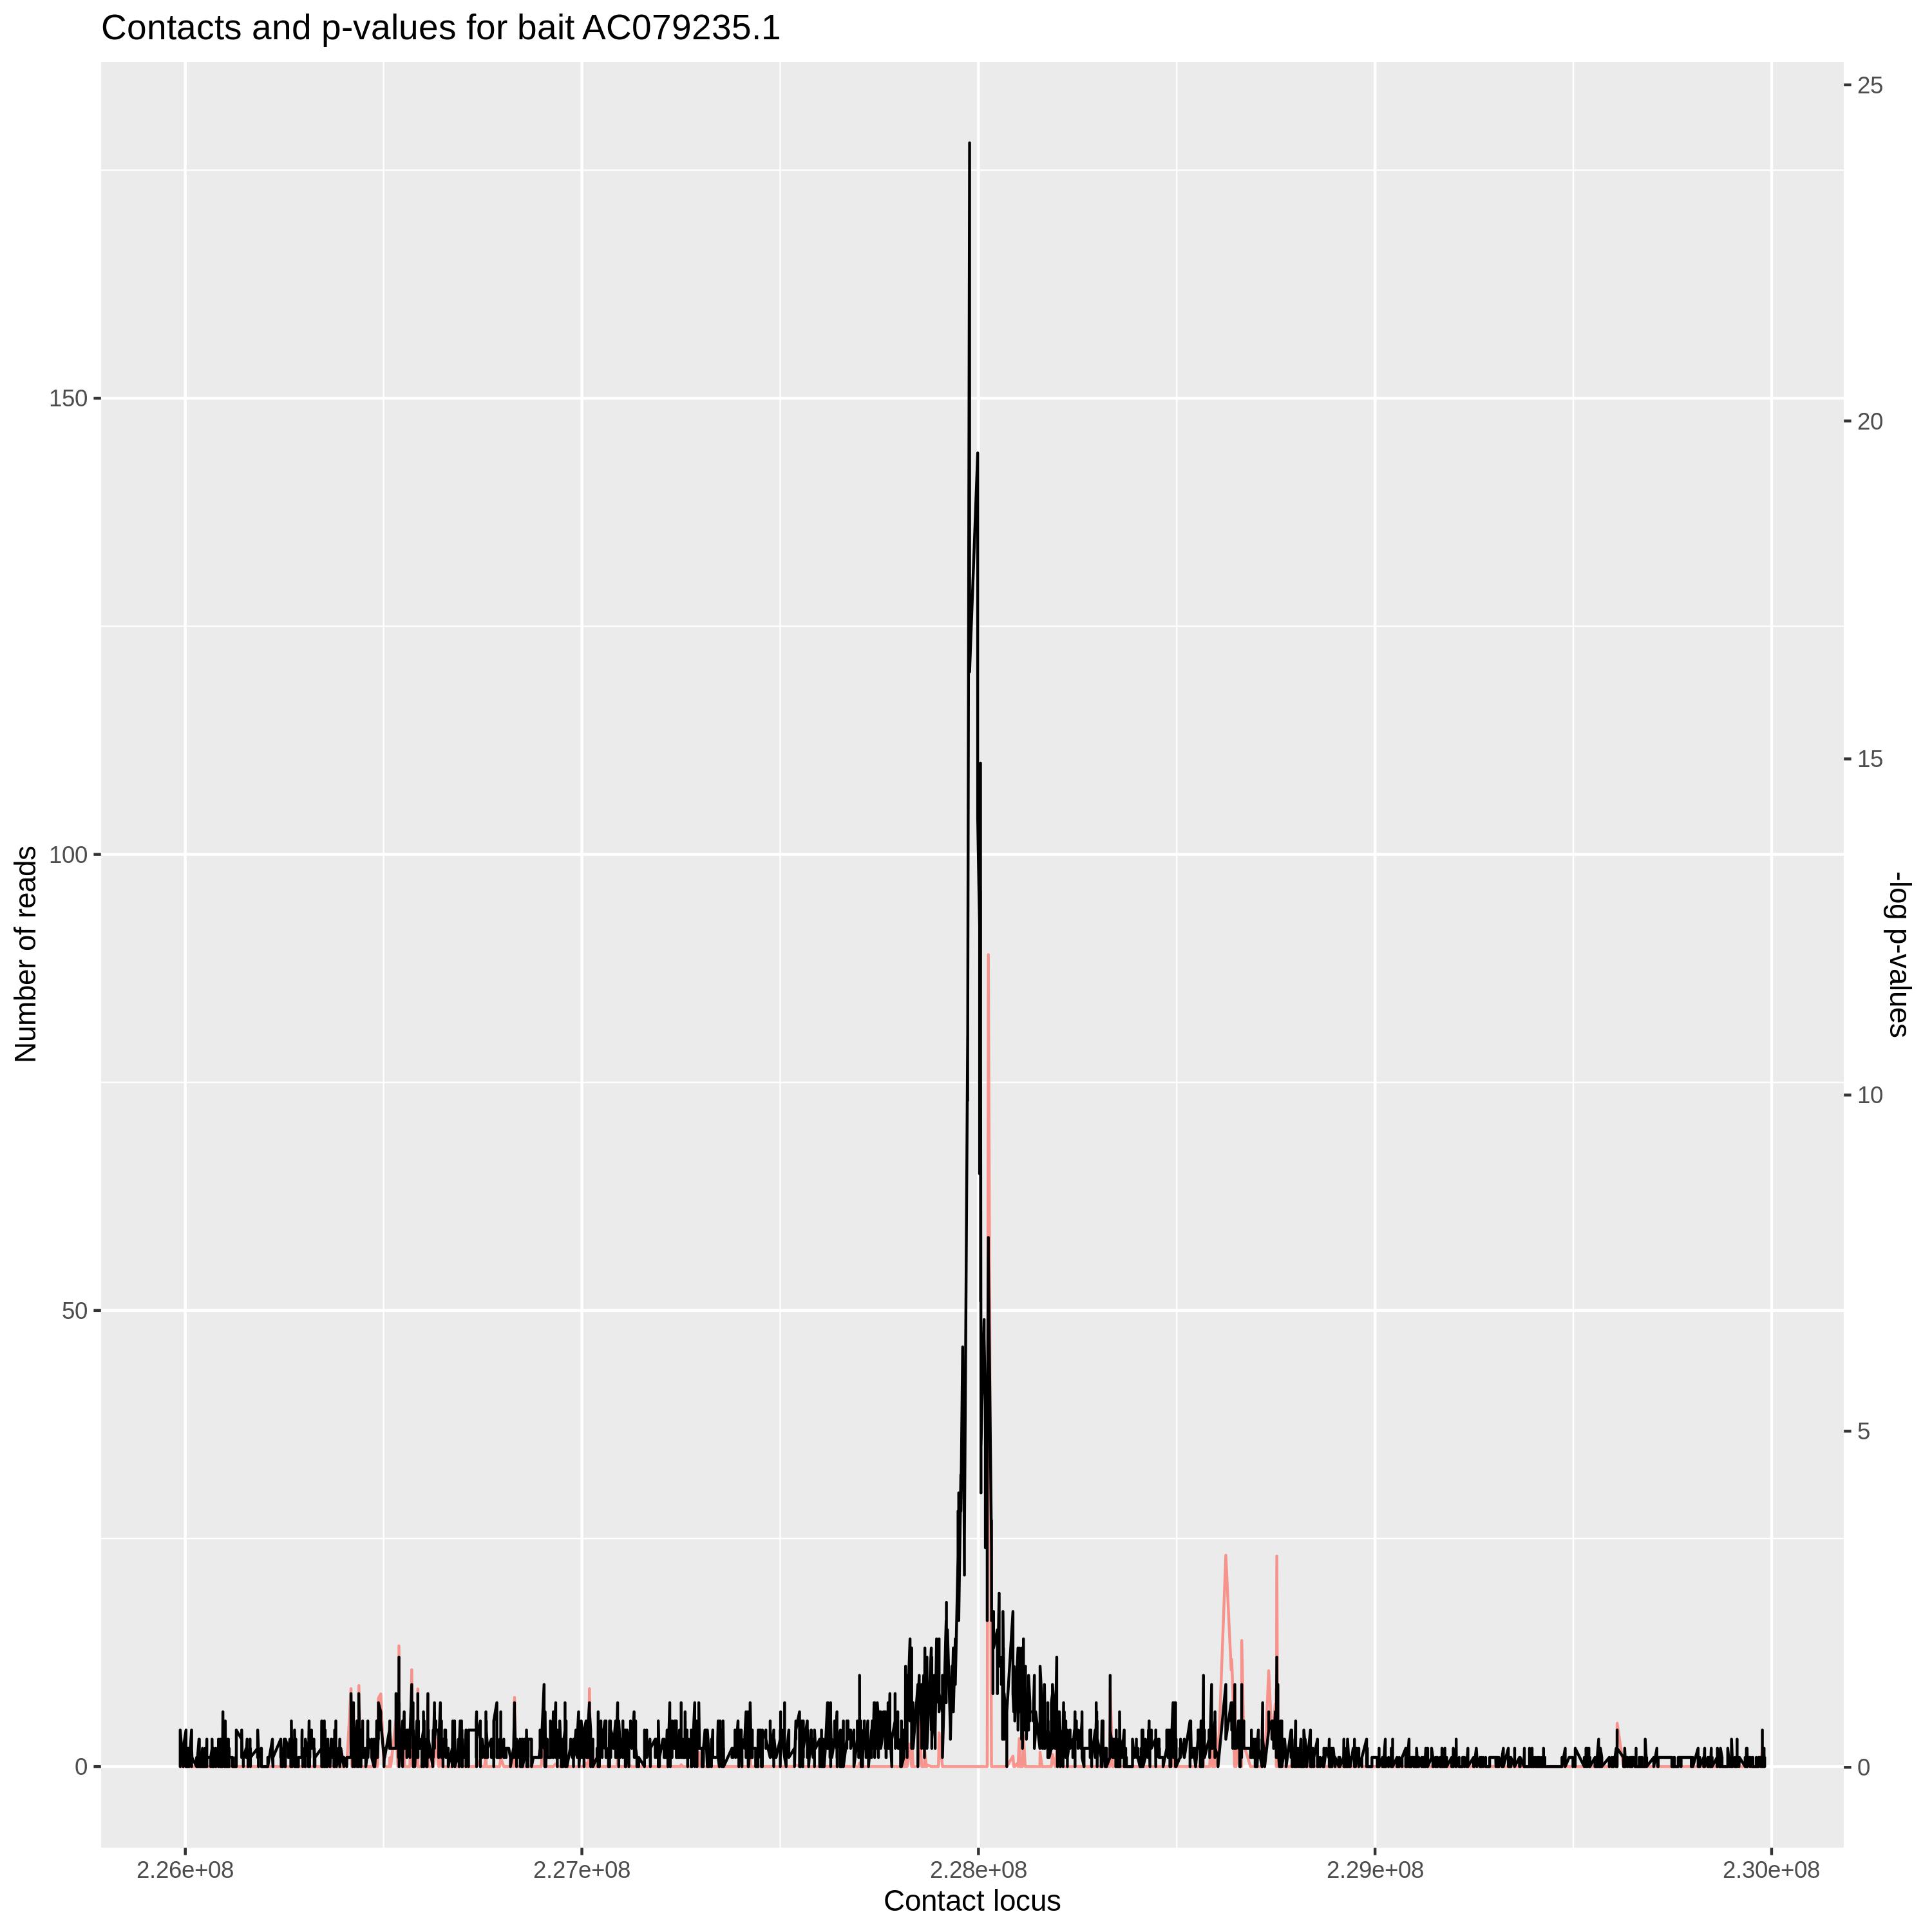 Contacts and p-values for bait AC079235.1
Number of reads
150
100
50
0
25
20
15
10
5
0
-log p-values
2.26e+08
2.27e+08
2.28e+08
2.29e+08
2.30e+08
Contact locus